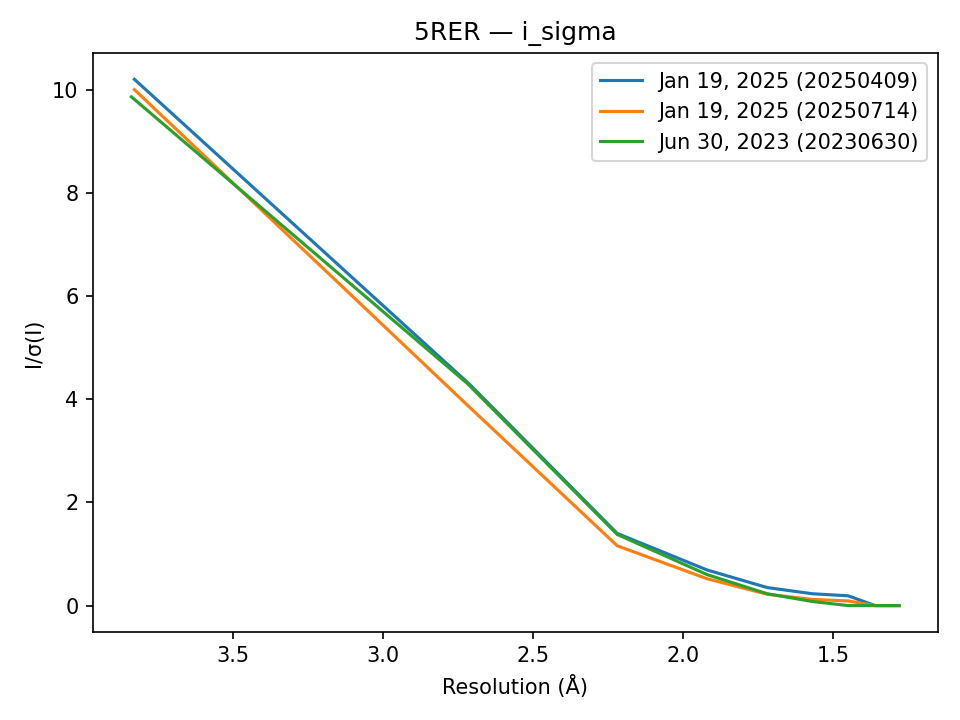 5RER — i_sigma
Jan 19, 2025 (20250409)
Jan 19, 2025 (20250714)
Jun 30, 2023 (20230630)
10
8
6
4
2
0
I/σ(I)
3.5 3.0 2.5 2.0 1.5
Resolution (Å)